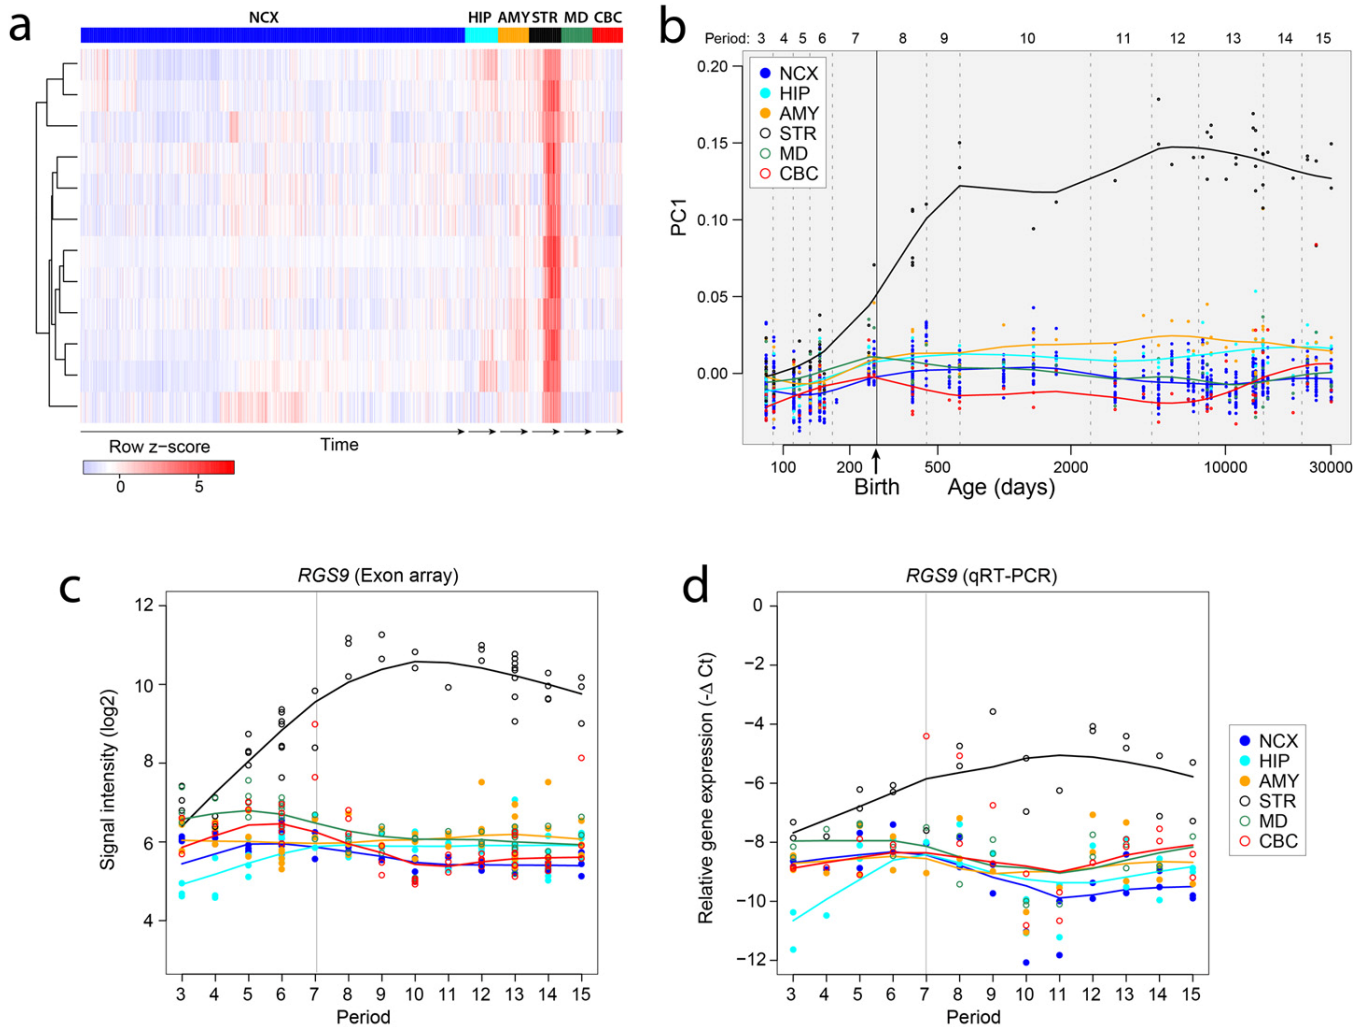 a
NCX HIP AMY STR MD CBC
Row z-score
Time
0 5
b
Period: 3 4 5 6 7 8 9 10 11 12 13 14 15
0.20
0.15
0.10
0.05
0.00
PC1
NCX
HIP
AMY
STR
MD
CBC
100 200 500 2000 10000 30000
Birth Age (days)
c
RGS9 (Exon array)
12
10
8
6
4
Signal intensity (log2)
3 4 5 6 7 8 9 10 11 12 13 14 15
Period
d
RGS9 (qRT-PCR)
0
−2
−4
−6
−8
−10
−12
Relative gene expression (-Δ Ct)
3 4 5 6 7 8 9 10 11 12 13 14 15
Period
NCX
HIP
AMY
STR
MD
CBC